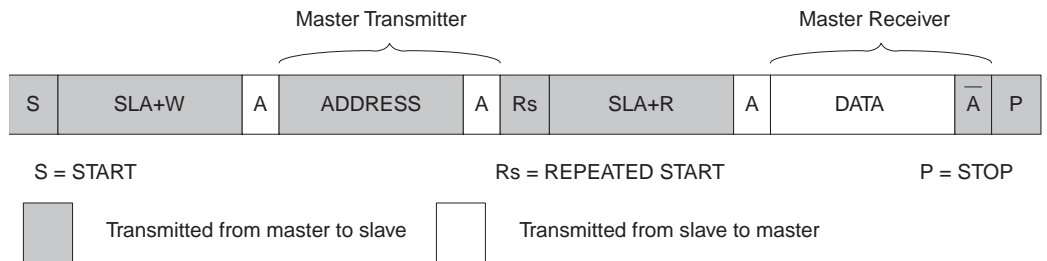 Master Transmitter Master Receiver
S SLA+W A ADDRESS A Rs SLA+R A DATA A̅ P
S = START Rs = REPEATED START P = STOP
Transmitted from master to slave Transmitted from slave to master